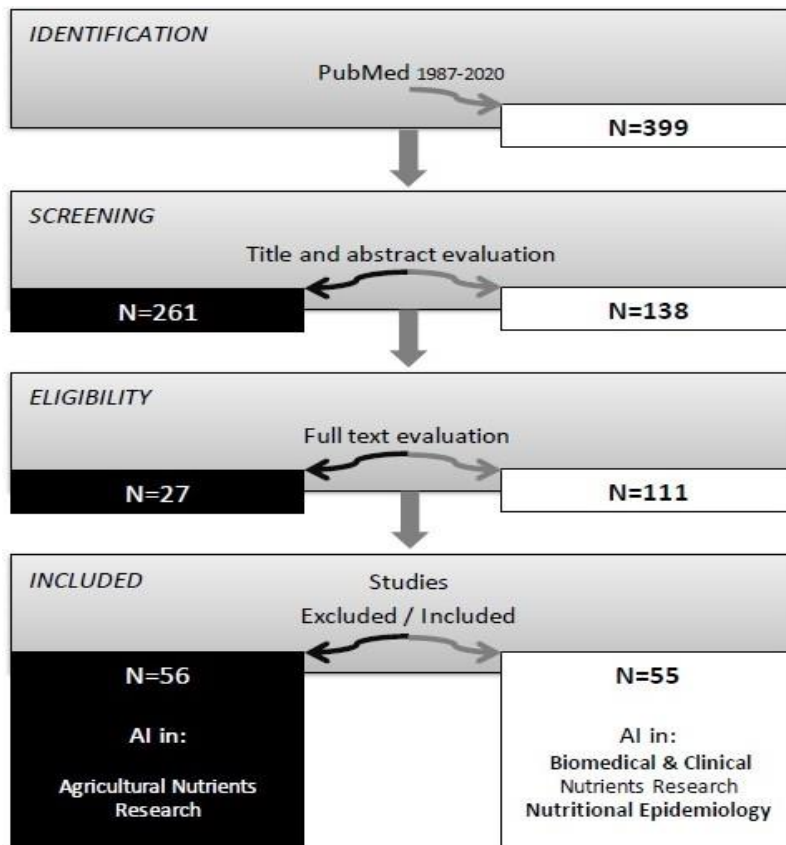 IDENTIFICATION
PubMed 1987-2020
N=399
SCREENING
Title and abstract evaluation
N=261
N=138
ELIGIBILITY
Full text evaluation
N=27
N=111
INCLUDED
Studies
Excluded / Included
N=56
AI in:
Agricultural Nutrients
Research
N=55
AI in:
Biomedical & Clinical
Nutrients Research
Nutritional Epidemiology